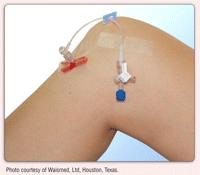 Photo courtesy of Waismed, Ltd, Houston, Texas.